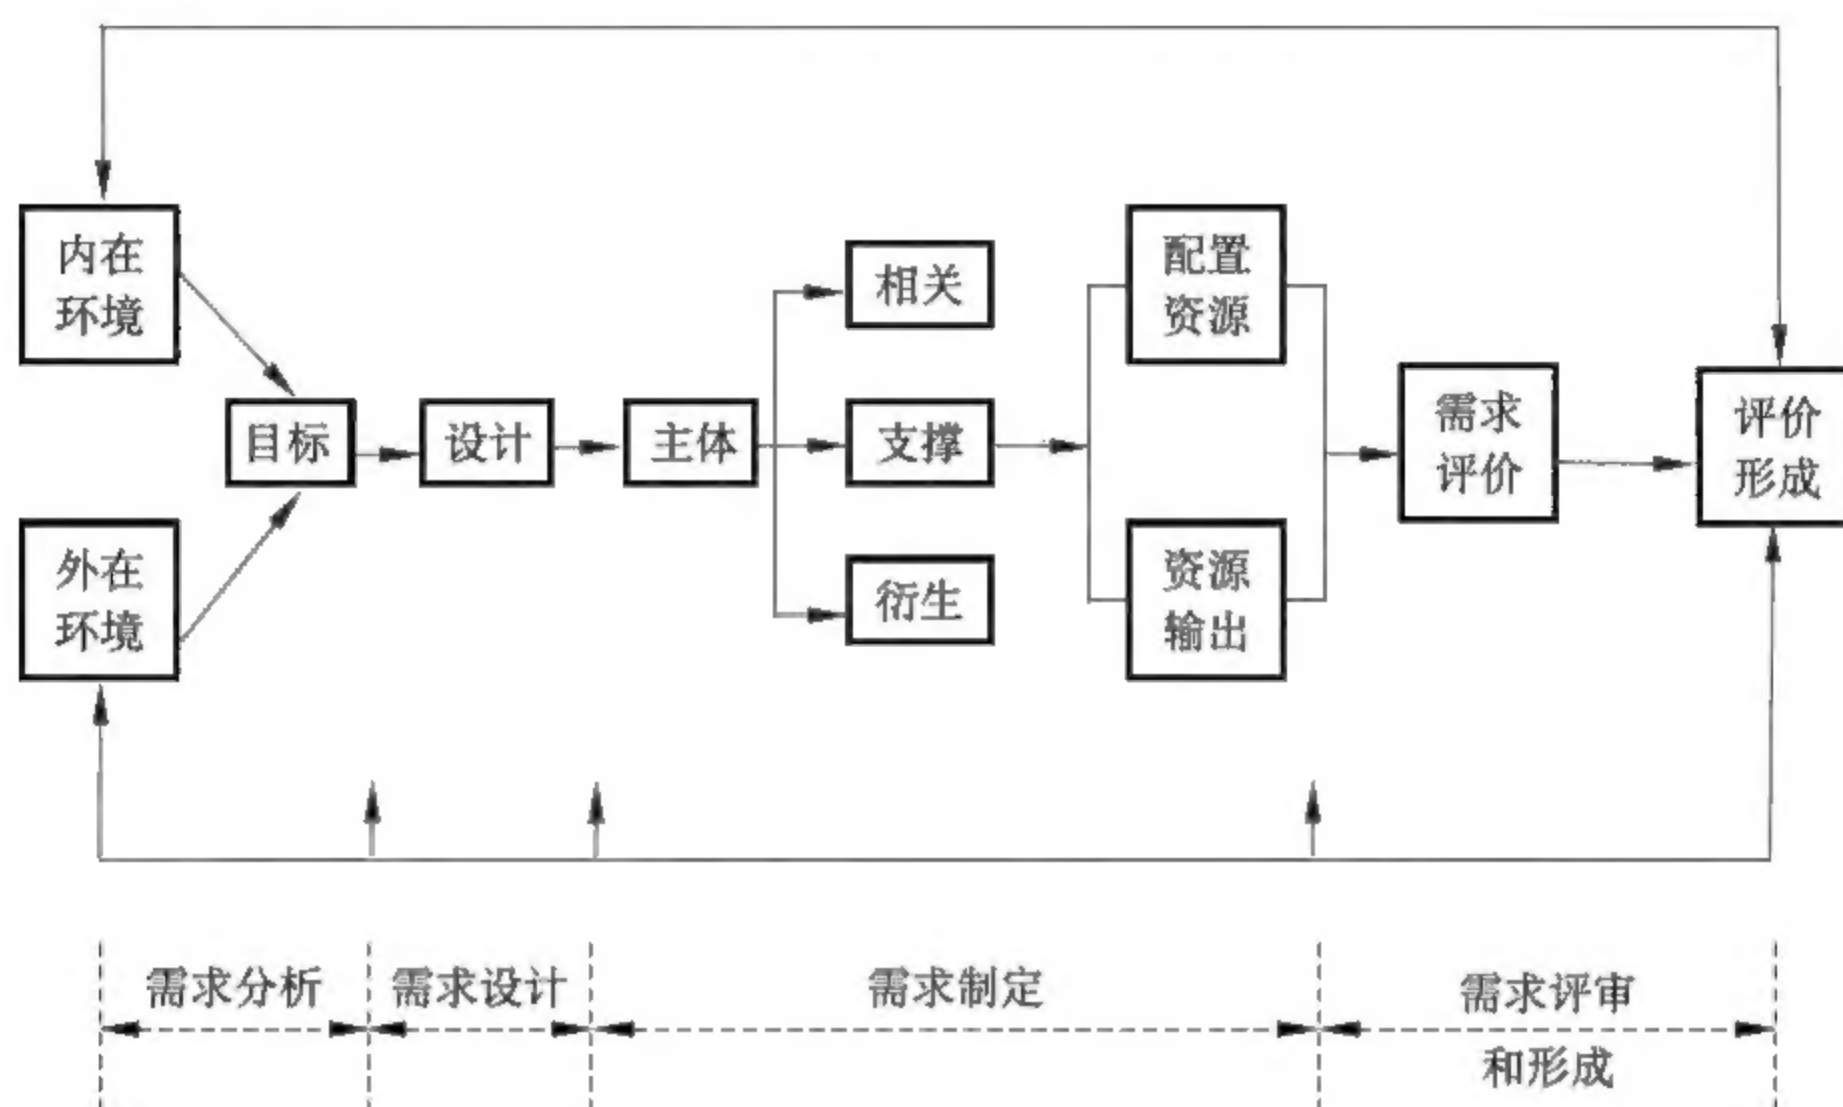 内在
环境
外在
环境
目标
设计
主体
相关
支撑
衍生
配置
资源
资源
输出
需求
评价
评价
形成
需求分析
需求设计
需求制定
需求评审
和形成